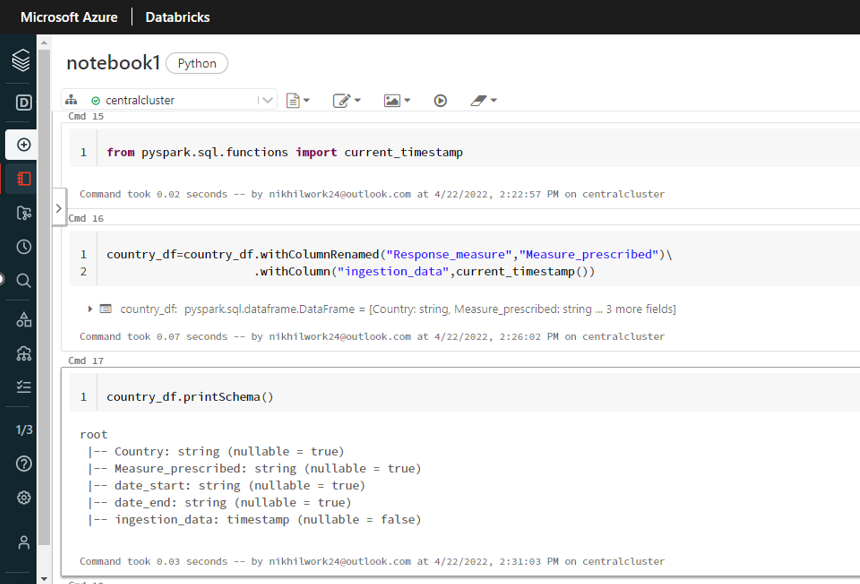 Microsoft Azure Databricks
notebook1 Python
centralcluster
Cmd 15
1 from pyspark.sql.functions import current_timestamp
Command took 0.02 seconds -- by nikhilwork24@outlook.com at 4/22/2022, 2:22:57 PM on centralcluster
Cmd 16
1 country_df=country_df.withColumnRenamed("Response_measure","Measure_prescribed")\
2 .withColumn("ingestion_data",current_timestamp())
country_df: pyspark.sql.dataframe.DataFrame = [Country: string, Measure_prescribed: string ... 3 more fields]
Command took 0.07 seconds -- by nikhilwork24@outlook.com at 4/22/2022, 2:26:02 PM on centralcluster
Cmd 17
1 country_df.printSchema()
root
|-- Country: string (nullable = true)
|-- Measure_prescribed: string (nullable = true)
|-- date_start: string (nullable = true)
|-- date_end: string (nullable = true)
|-- ingestion_data: timestamp (nullable = false)
Command took 0.03 seconds -- by nikhilwork24@outlook.com at 4/22/2022, 2:31:03 PM on centralcluster
D
1/3